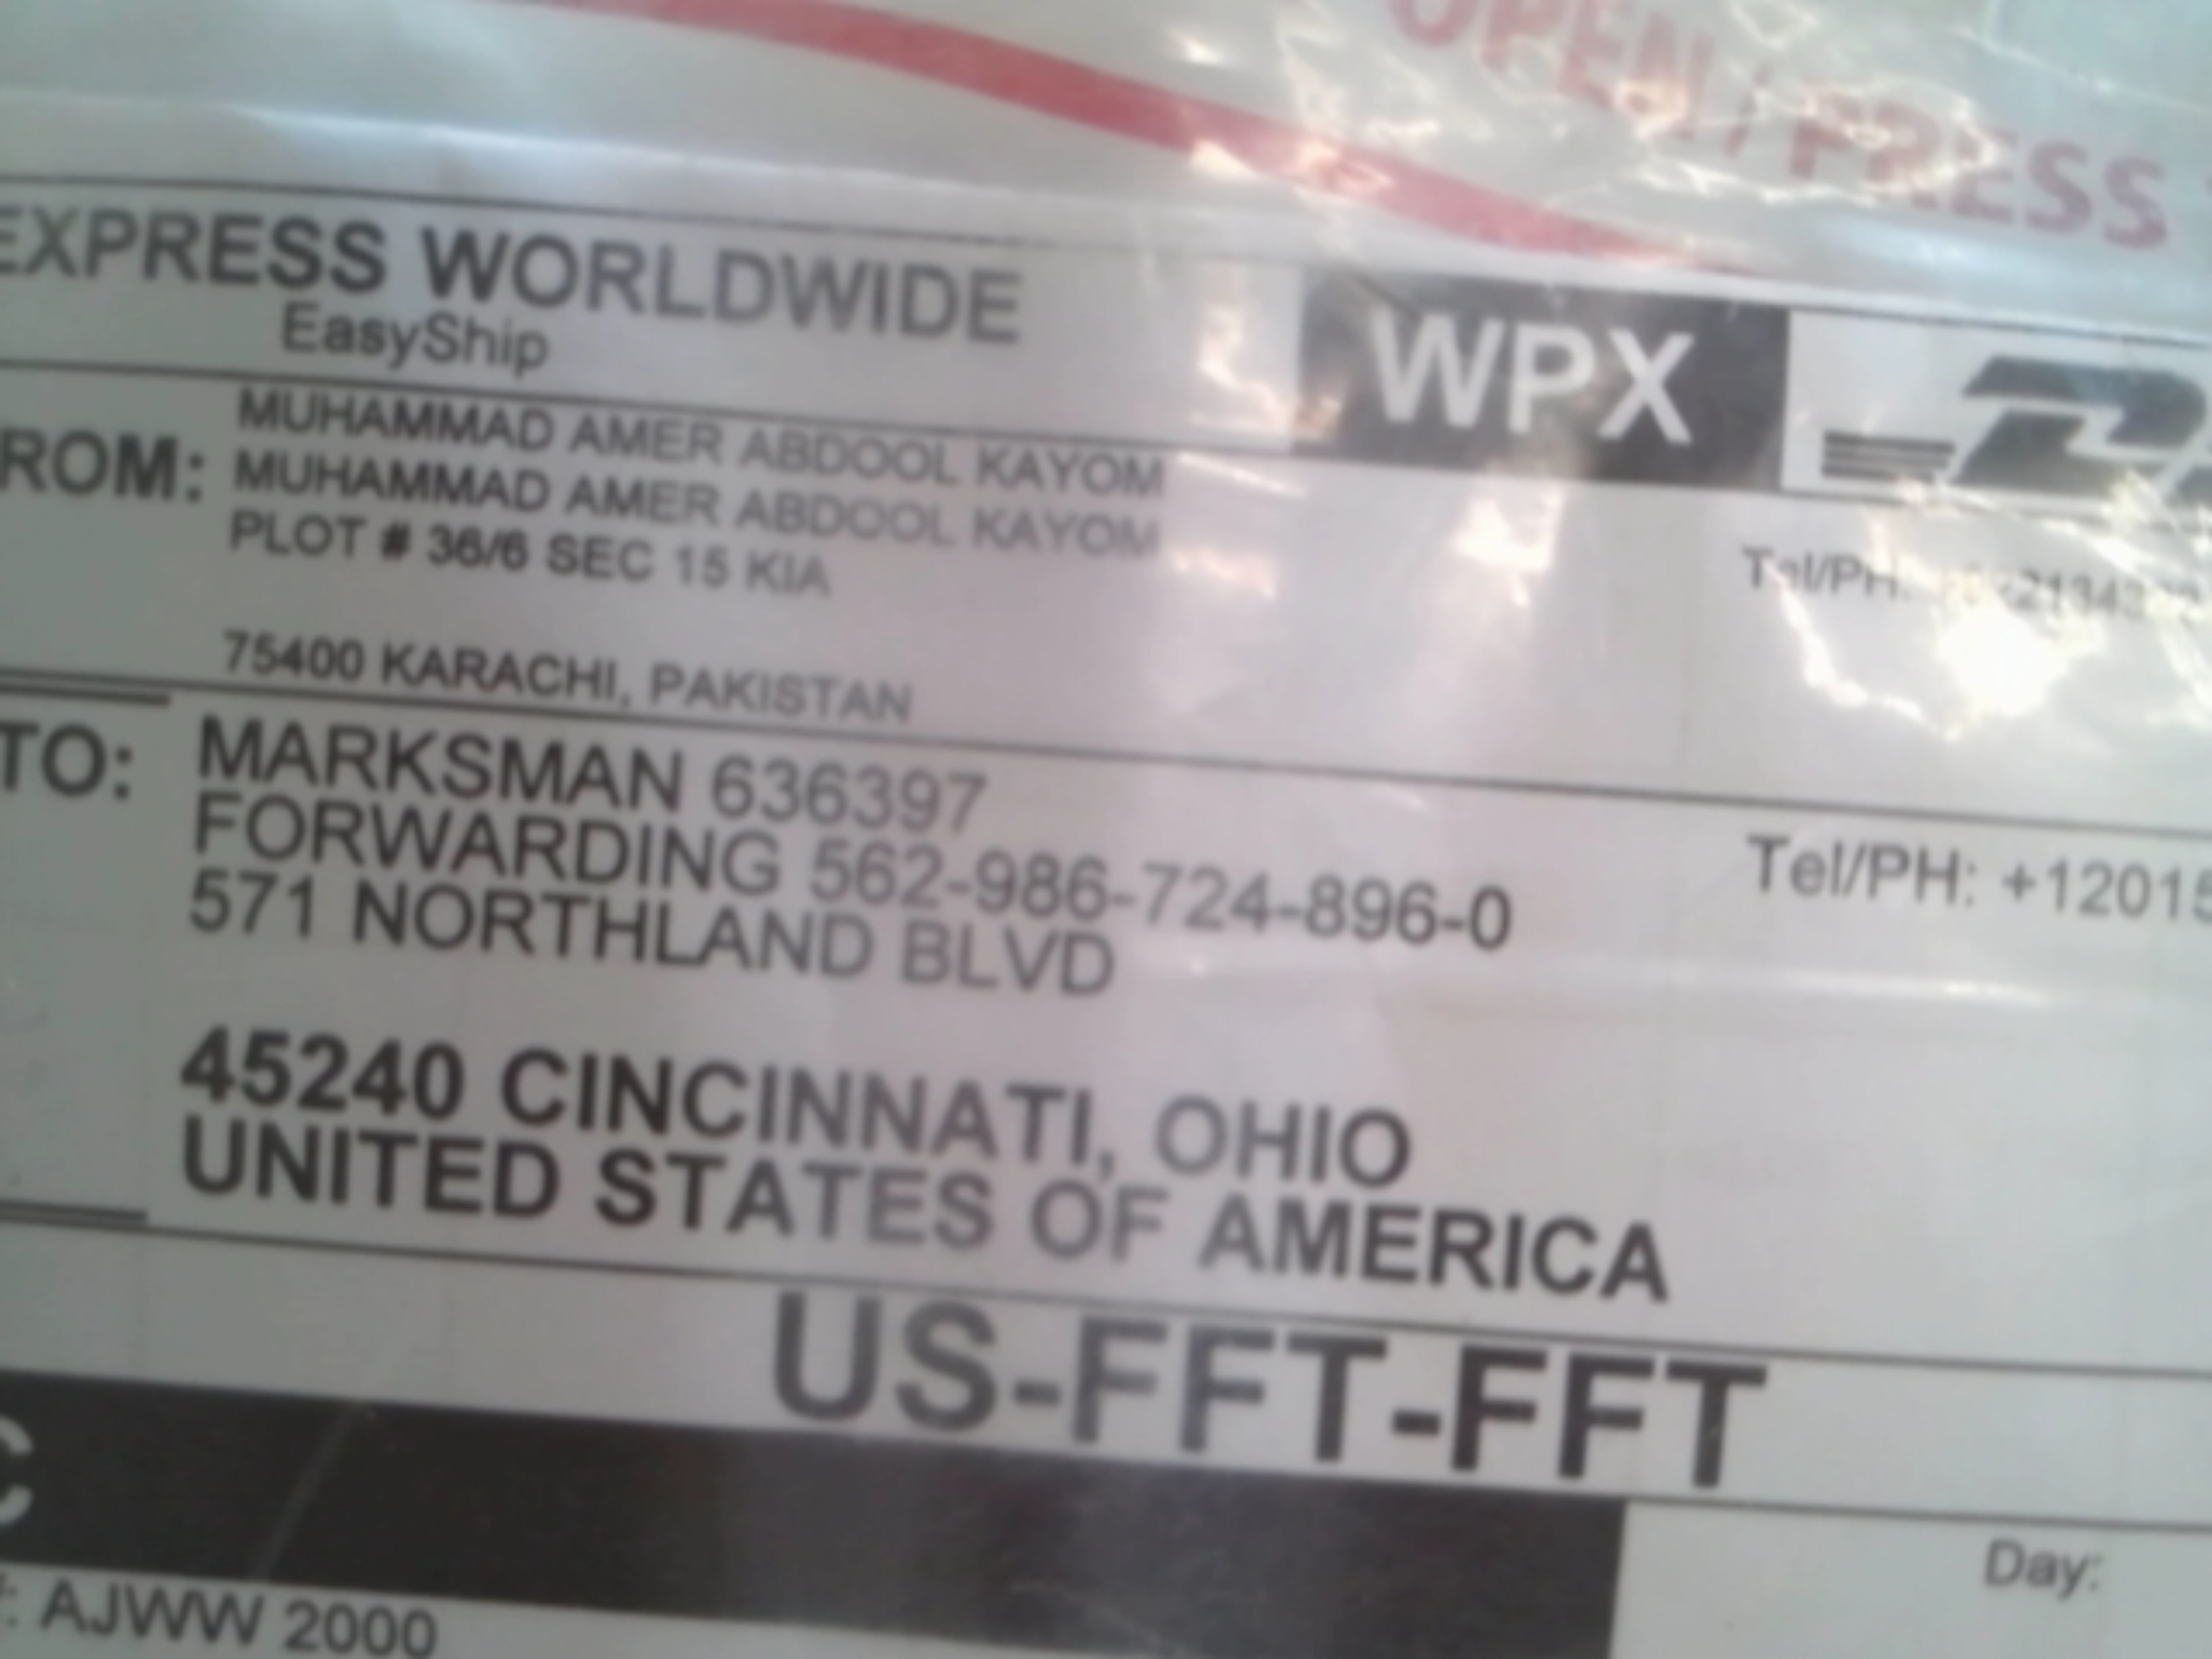 OPEN / PRESS
EXPRESS WORLDWIDE
EasyShip
WPX
ROM:
MUHAMMAD AMER ABDOOL KAYOM
MUHAMMAD AMER ABDOOL KAYOM
PLOT # 36/6 SEC 15 KIA
Tel/PH:
75400 KARACHI, PAKISTAN
TO:
MARKSMAN 636397
FORWARDING 562-986-724-896-0
Tel/PH: +12015
571 NORTHLAND BLVD
45240 CINCINNATI, OHIO
UNITED STATES OF AMERICA
US-FFT-FFT
C
Day:
: AJWW 2000